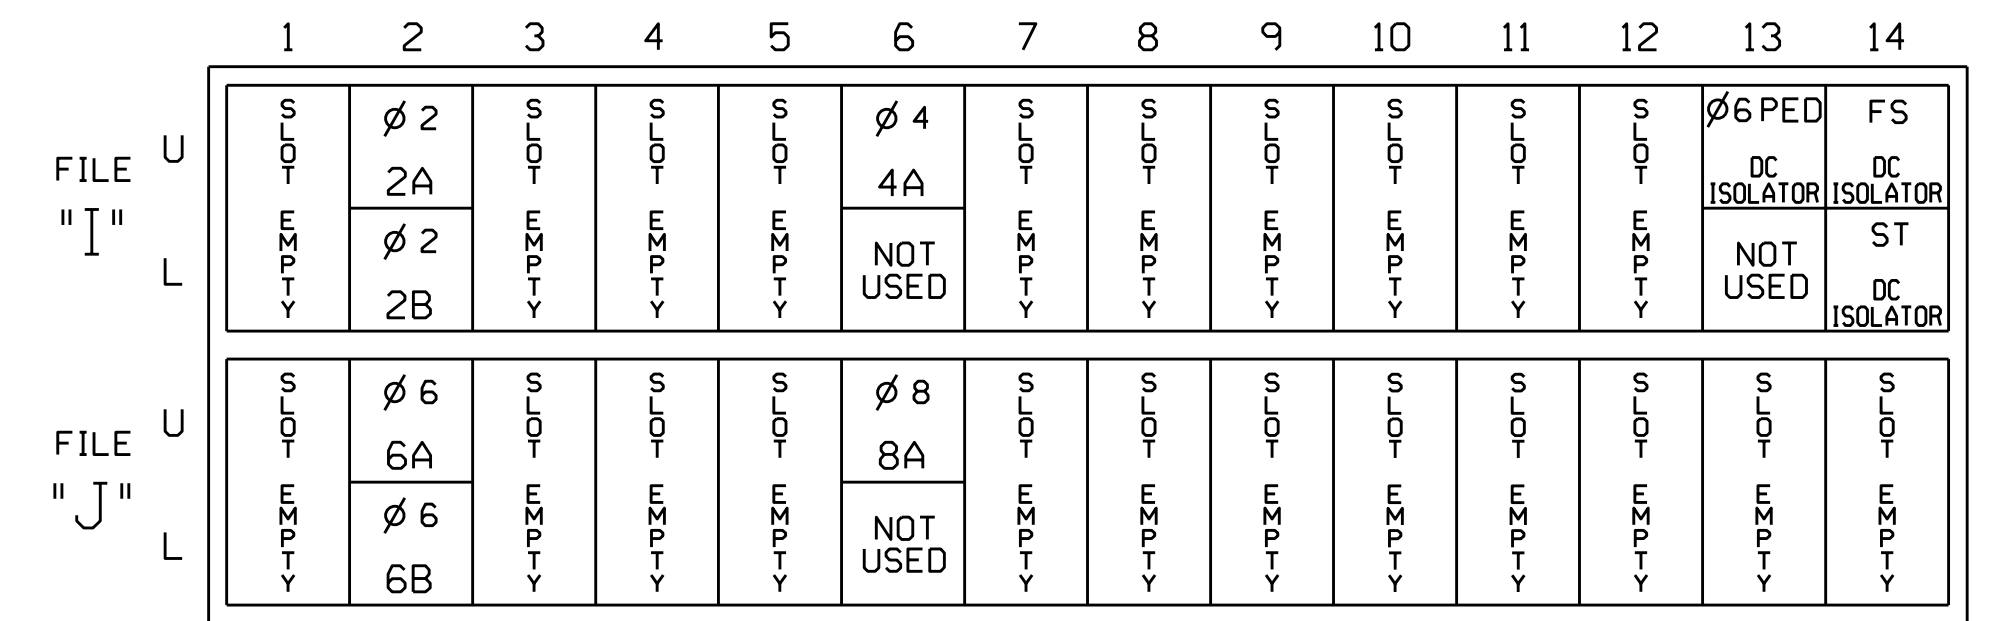 1 2 3 4 5 6 7 8 9 10 11 12 13 14
FILE "I"
U
L
SLOT EMPTY
Ø 2
2A
Ø 2
2B
SLOT EMPTY
SLOT EMPTY
SLOT EMPTY
Ø 4
4A
NOT
USED
SLOT EMPTY
SLOT EMPTY
SLOT EMPTY
SLOT EMPTY
SLOT EMPTY
SLOT EMPTY
Ø6 PED
DC
ISOLATOR
NOT
USED
FS
DC
ISOLATOR
ST
DC
ISOLATOR
FILE "J"
U
L
SLOT EMPTY
Ø 6
6A
Ø 6
6B
SLOT EMPTY
SLOT EMPTY
SLOT EMPTY
Ø 8
8A
NOT
USED
SLOT EMPTY
SLOT EMPTY
SLOT EMPTY
SLOT EMPTY
SLOT EMPTY
SLOT EMPTY
SLOT EMPTY
SLOT EMPTY